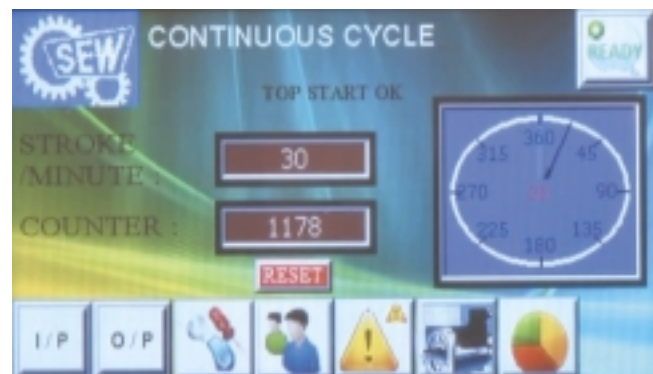 SEW
CONTINUOUS CYCLE
READY
TOP START OK
STROKE
/MINUTE :
30
COUNTER :
1178
RESET
360
45
90
135
180
225
270
315
I/P
O/P